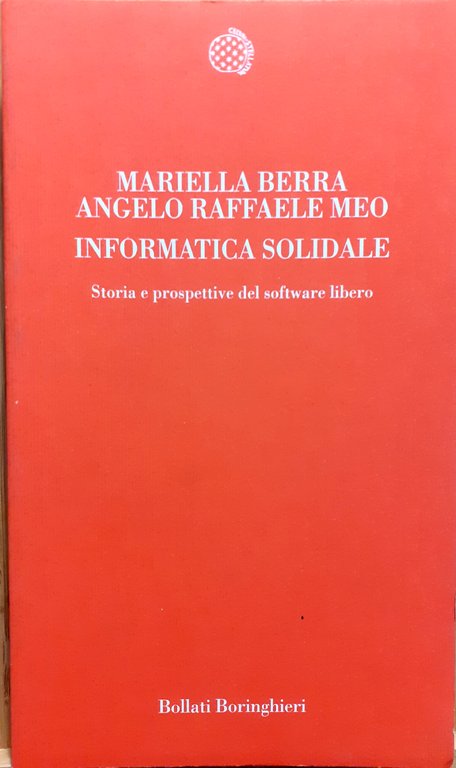 MARIELLA BERRA
ANGELO RAFFAELE MEO
INFORMATICA SOLIDALE
Storia e prospettive del software libero
Bollati Boringhieri